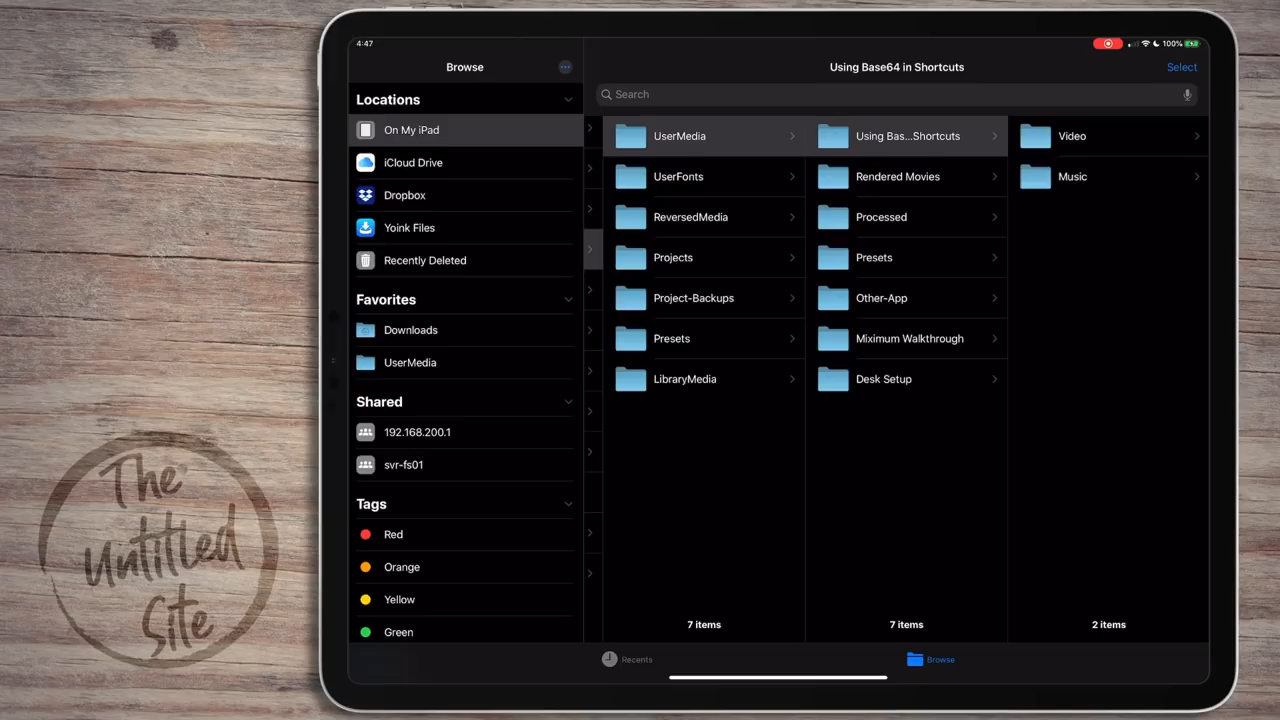 4:47
100%
Browse
Using Base64 in Shortcuts
Select
Search
Locations
On My iPad
iCloud Drive
Dropbox
Yoink Files
Recently Deleted
Favorites
Downloads
UserMedia
Shared
192.168.200.1
svr-fs01
Tags
Red
Orange
Yellow
Green
UserMedia
UserFonts
ReversedMedia
Projects
Project-Backups
Presets
LibraryMedia
7 items
Using Bas...Shortcuts
Rendered Movies
Processed
Presets
Other-App
Miximum Walkthrough
Desk Setup
7 items
Video
Music
2 items
Recents
Browse
The
Untitled
Site